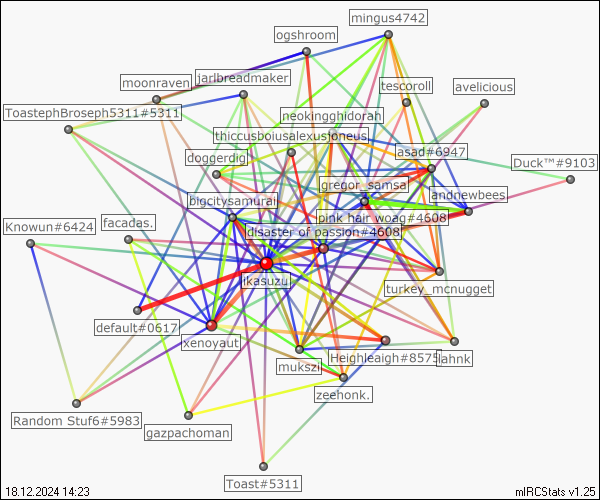 mingus4742
ogshroom
moonraven
jarlbreadmaker
tescoroll
avelicious
ToastephBroseph5311#5311
neokingghidorah
thiccusboiusalexusjoneus
asad#6947
doggerdig
Duck™#9103
gregor_samsa
andnewbees
bigcitysamurai
pink hair woag#4608
facadas.
Knowun#6424
disaster of passion#4608
ikasuzu
turkey_mcnugget
default#0617
xenoyaut
Heighleaigh#8575
lahnk
mukszi
zeehonk.
Random Stuf6#5983
gazpachoman
Toast#5311
18.12.2024 14:23
mIRCStats v1.25